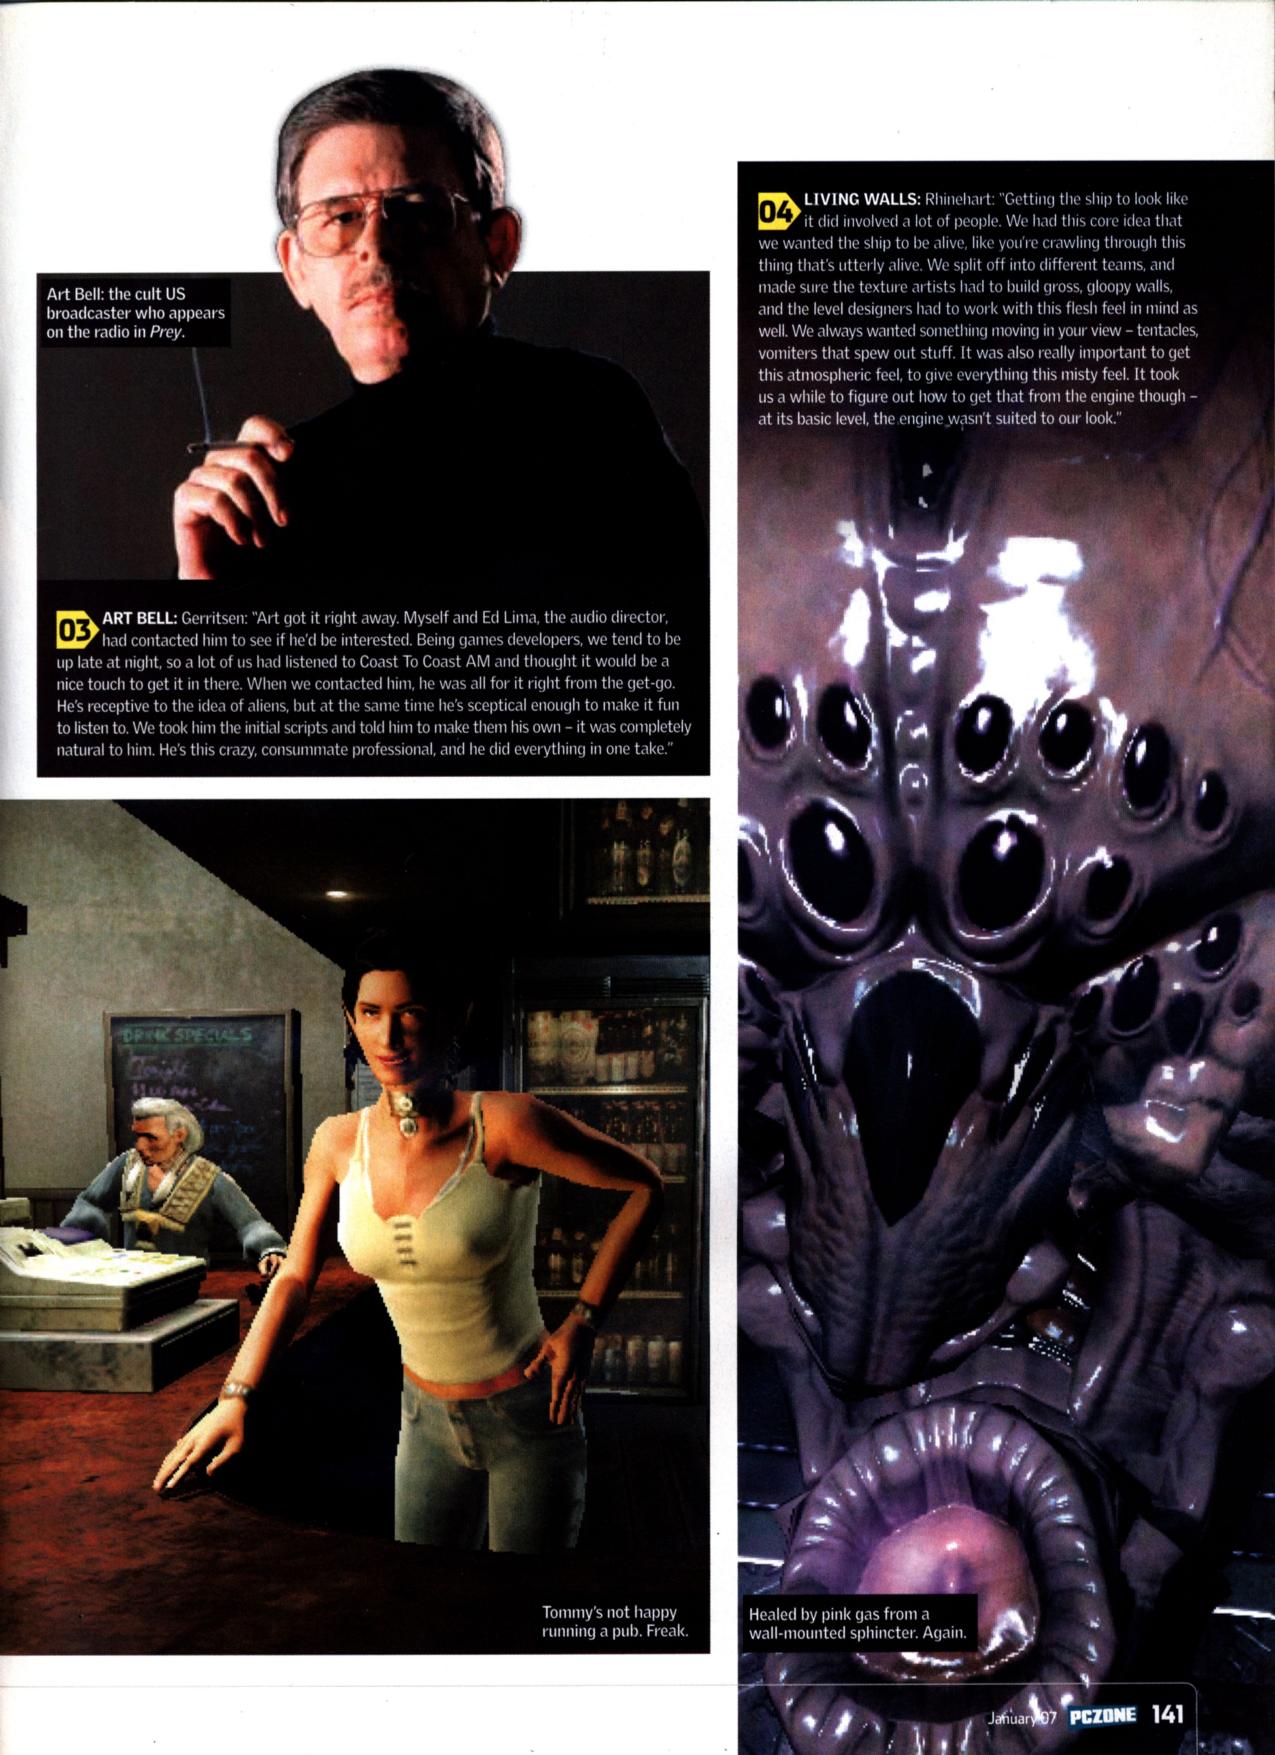 Art Bell: the cult US
broadcaster who appears
on the radio in Prey.
03 ART BELL: Gerritsen: "Art got it right away. Myself and Ed Lima, the audio director,
had contacted him to see if he'd be interested. Being games developers, we tend to be
up late at night, so a lot of us had listened to Coast To Coast AM and thought it would be a
nice touch to get it in there. When we contacted him, he was all for it right from the get-go.
He's receptive to the idea of aliens, but at the same time he's sceptical enough to make it fun
to listen to. We took him the initial scripts and told him to make them his own – it was completely
natural to him. He's this crazy, consummate professional, and he did everything in one take."
DRINK SPECIALS
Tonight
Tommy's not happy
running a pub. Freak.
04 LIVING WALLS: Rhinehart: "Getting the ship to look like
it did involved a lot of people. We had this core idea that
we wanted the ship to be alive, like you're crawling through this
thing that's utterly alive. We split off into different teams, and
made sure the texture artists had to build gross, gloopy walls,
and the level designers had to work with this flesh feel in mind as
well. We always wanted something moving in your view – tentacles,
vomiters that spew out stuff. It was also really important to get
this atmospheric feel, to give everything this misty feel. It took
us a while to figure out how to get that from the engine though –
at its basic level, the engine wasn't suited to our look."
Healed by pink gas from a
wall-mounted sphincter. Again.
January 07 PCZONE 141